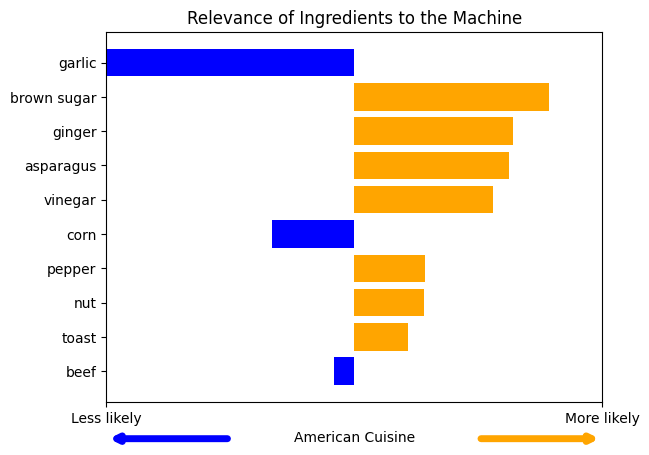 Relevance of Ingredients to the Machine
garlic
brown sugar
ginger
asparagus
vinegar
corn
pepper
nut
toast
beef
Less likely
More likely
American Cuisine